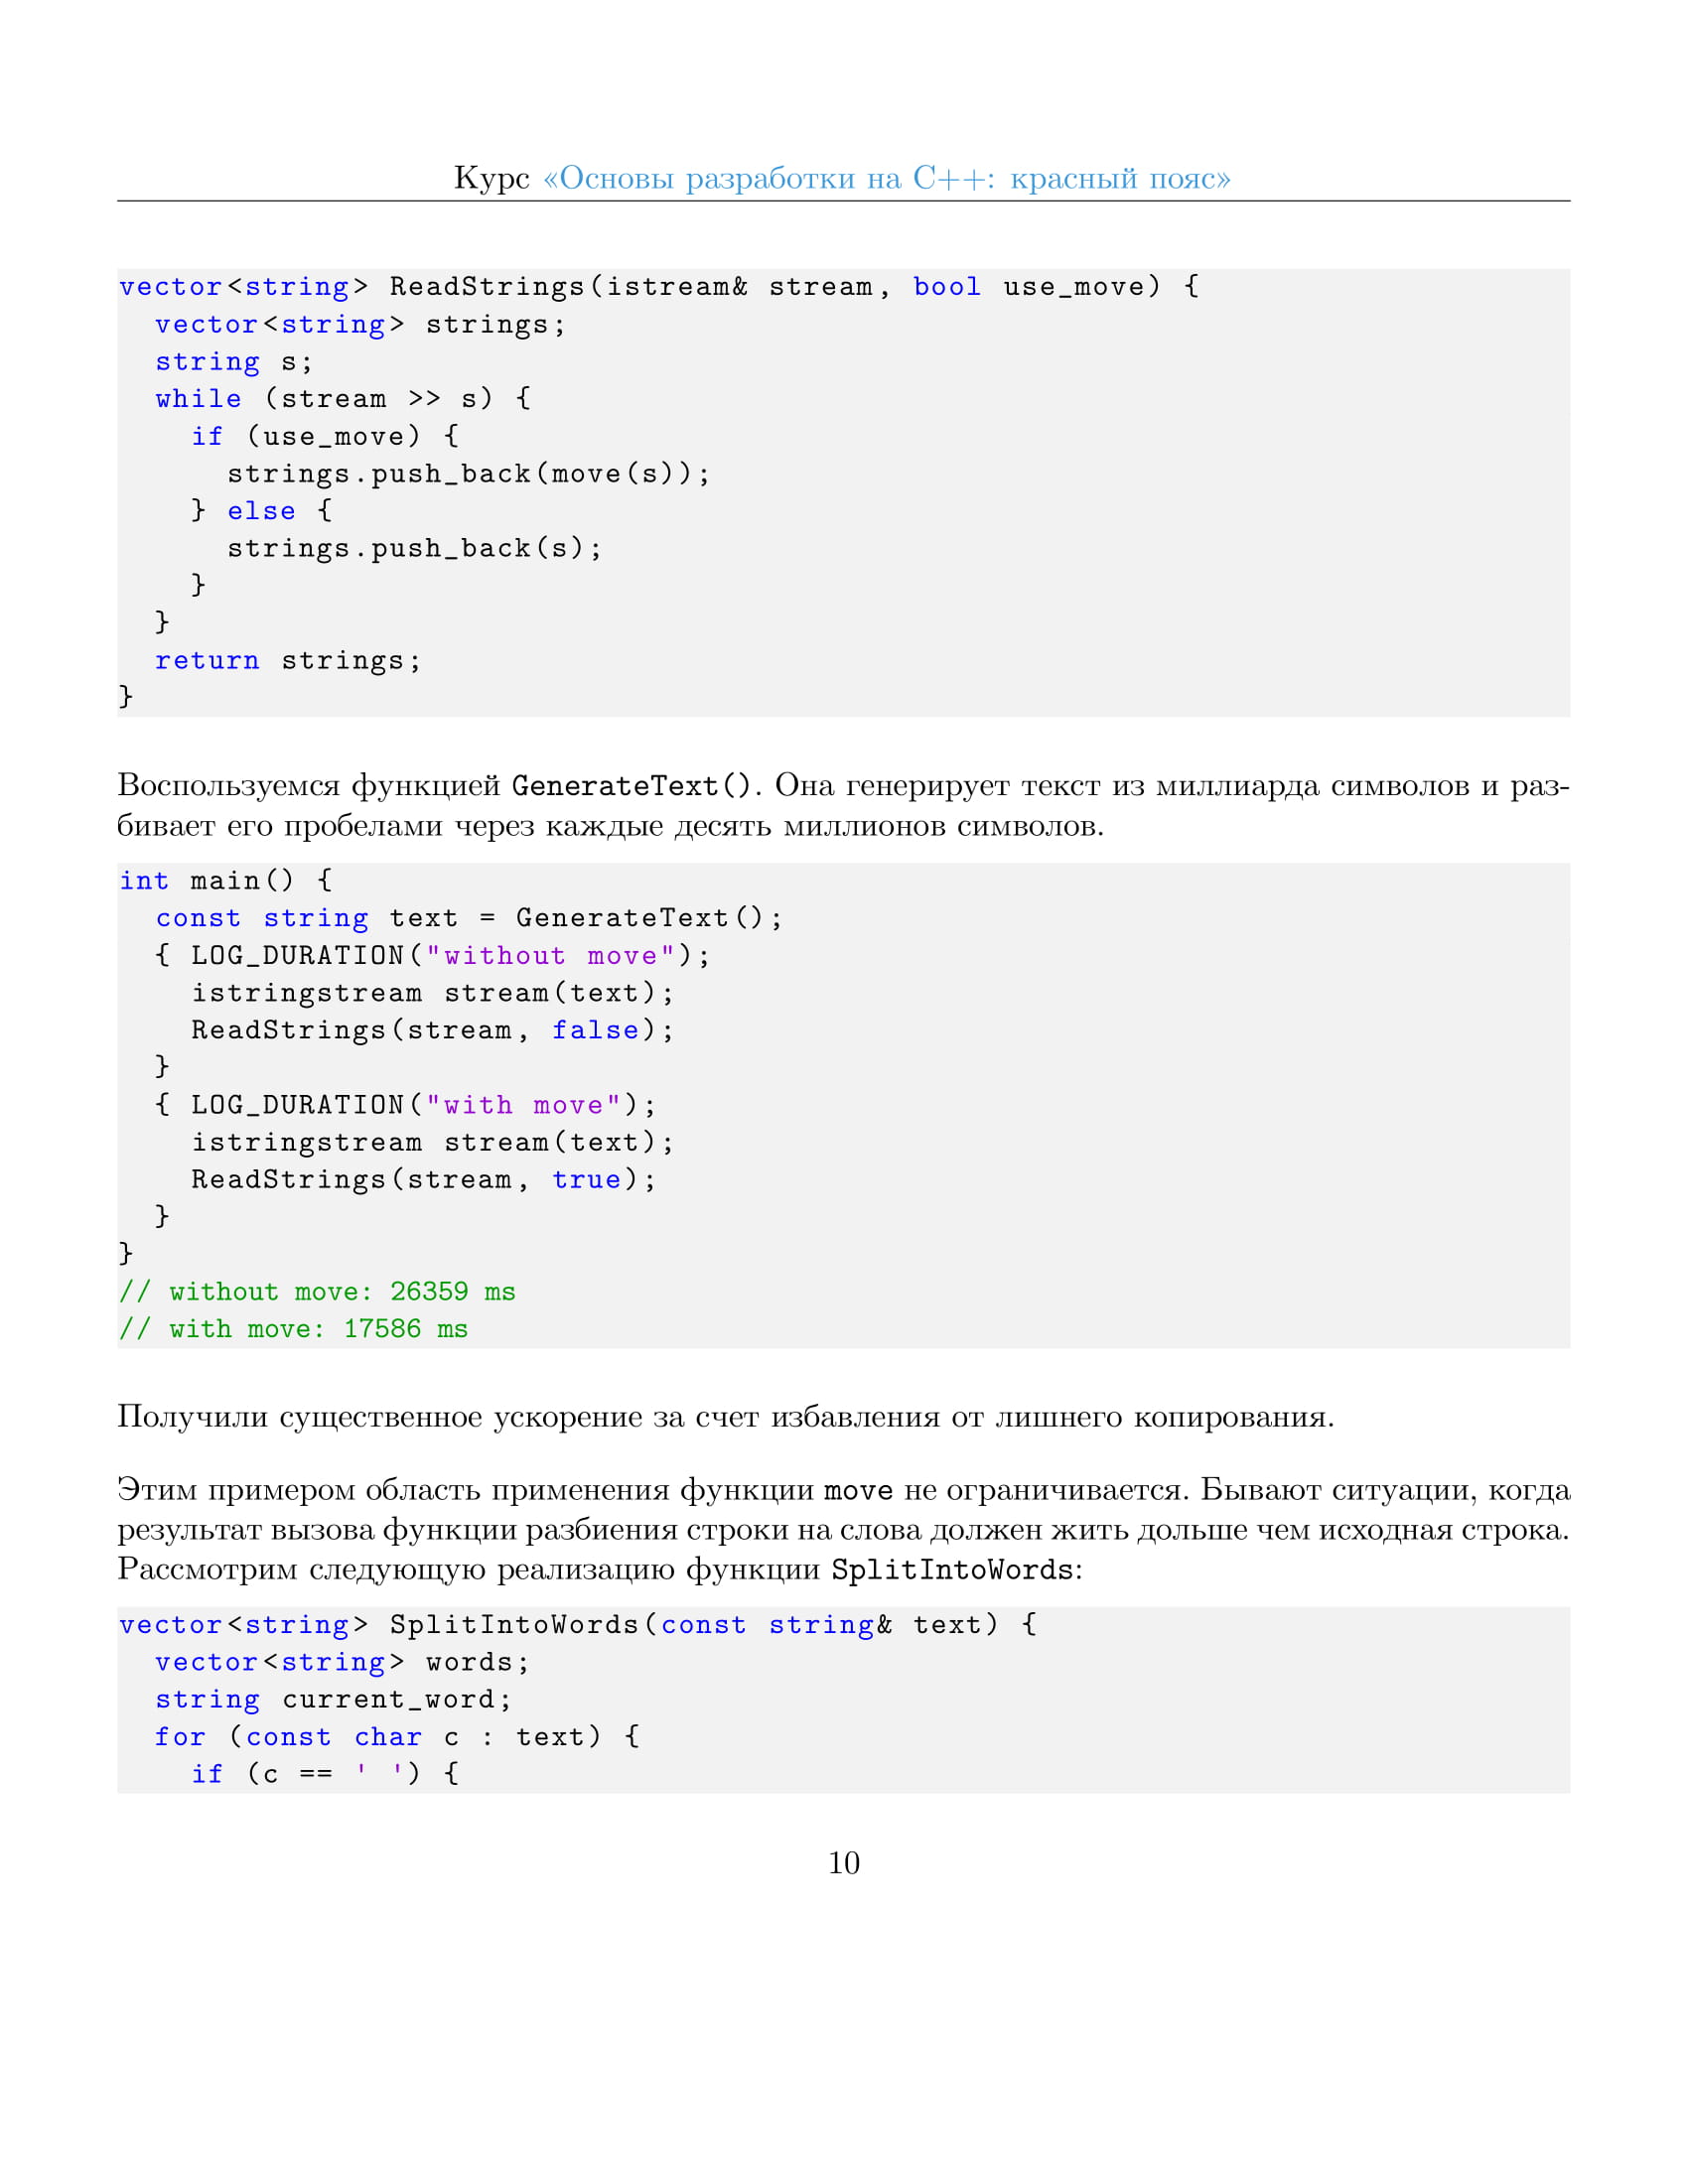 Курс «Основы разработки на C++: красный пояс»
vector<string> ReadStrings(istream& stream, bool use_move) {
  vector<string> strings;
  string s;
  while (stream >> s) {
    if (use_move) {
      strings.push_back(move(s));
    } else {
      strings.push_back(s);
    }
  }
  return strings;
}
Воспользуемся функцией GenerateText(). Она генерирует текст из миллиарда символов и раз-
бивает его пробелами через каждые десять миллионов символов.
int main() {
  const string text = GenerateText();
  { LOG_DURATION("without move");
    istringstream stream(text);
    ReadStrings(stream, false);
  }
  { LOG_DURATION("with move");
    istringstream stream(text);
    ReadStrings(stream, true);
  }
}
// without move: 26359 ms
// with move: 17586 ms
Получили существенное ускорение за счет избавления от лишнего копирования.
Этим примером область применения функции move не ограничивается. Бывают ситуации, когда
результат вызова функции разбиения строки на слова должен жить дольше чем исходная строка.
Рассмотрим следующую реализацию функции SplitIntoWords:
vector<string> SplitIntoWords(const string& text) {
  vector<string> words;
  string current_word;
  for (const char c : text) {
    if (c == ' ') {
10